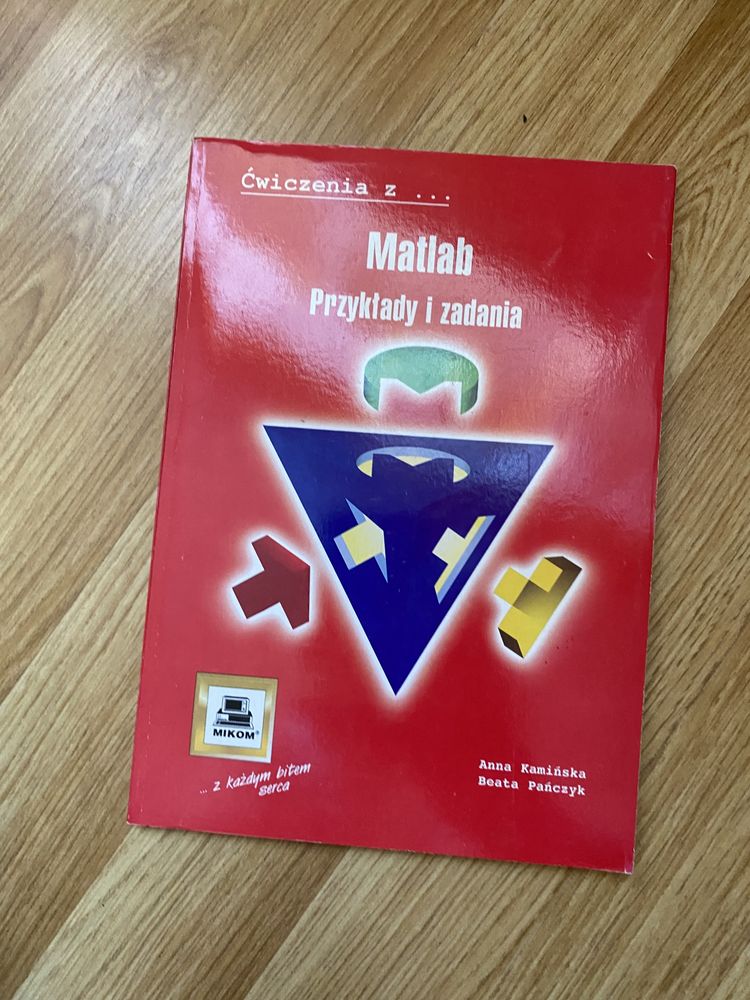 Ćwiczenia z ...
Matlab
Przykłady i zadania
MIKOM
... z każdym bitem
serca
Anna Kamińska
Beata Pańczyk